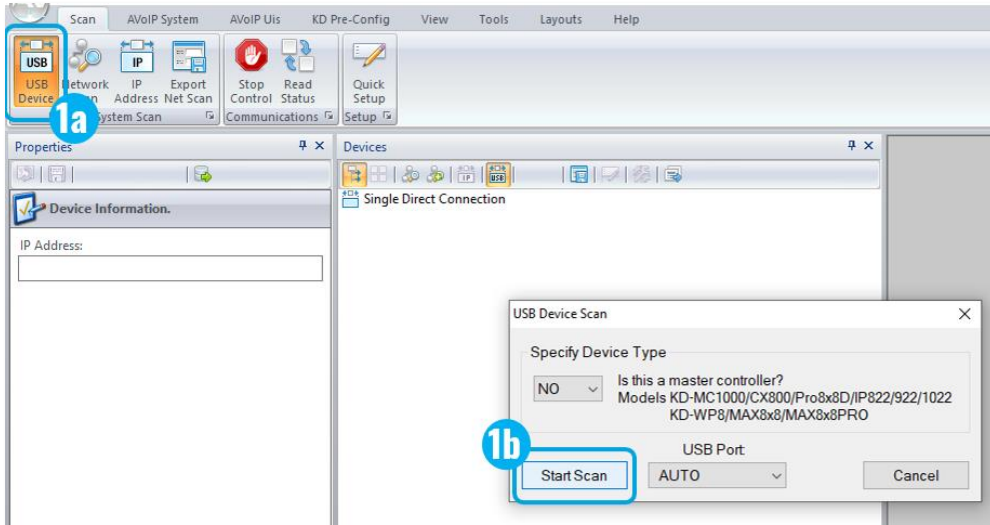 Scan AVoIP System AVoIP Uis KD Pre-Config View Tools Layouts Help
USB IP
USB Device Network IP Address Export Net Scan Stop Control Read Status Quick Setup
1a
System Scan Communications Setup
Properties Devices
USB
Device Information.
Single Direct Connection
IP Address:
USB Device Scan
Specify Device Type
NO Is this a master controller?
Models KD-MC1000/CX800/Pro8x8D/IP822/922/1022
KD-WP8/MAX8x8/MAX8x8PRO
1b
USB Port
Start Scan AUTO Cancel